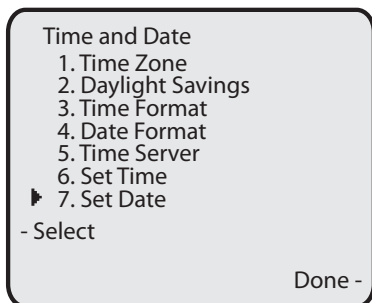 Time and Date
1. Time Zone
2. Daylight Savings
3. Time Format
4. Date Format
5. Time Server
6. Set Time
7. Set Date
- Select
Done -